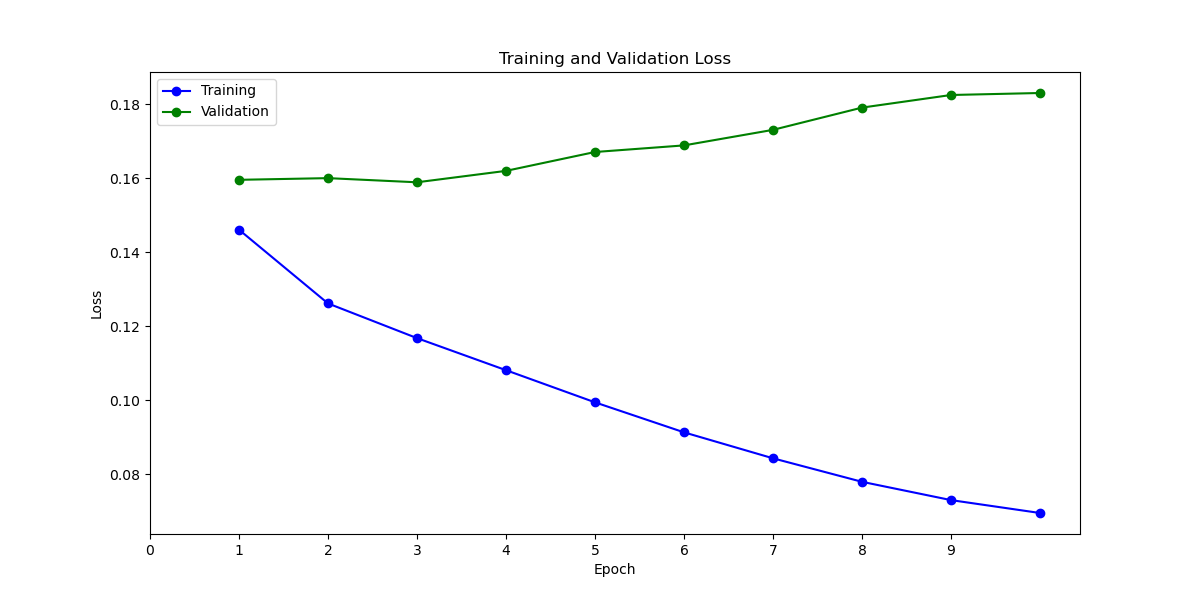 Training and Validation Loss
Training
Validation
0.18
0.16
0.14
0.12
0.10
0.08
Loss
0 1 2 3 4 5 6 7 8 9
Epoch